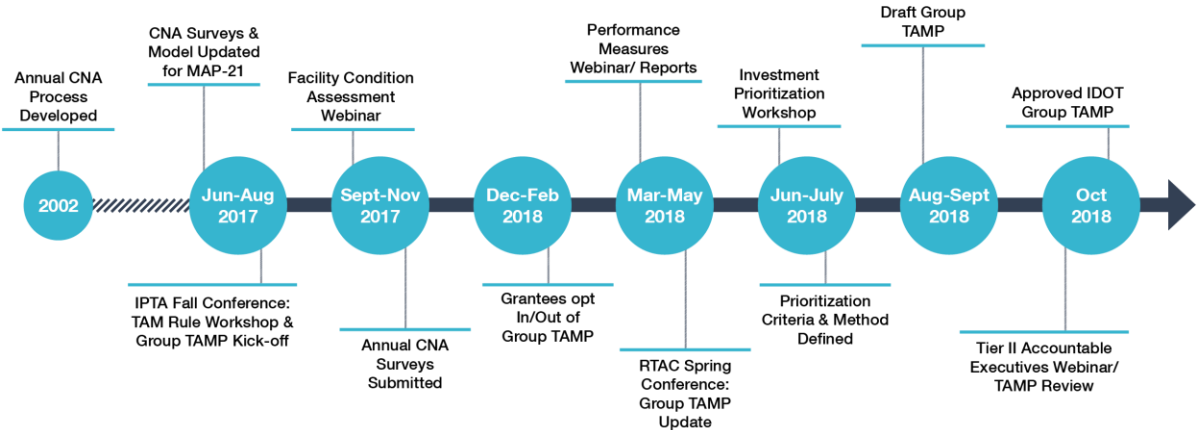 Annual CNA
Process
Developed
CNA Surveys &
Model Updated
for MAP-21
Facility Condition
Assessment
Webinar
Performance
Measures
Webinar/ Reports
Investment
Prioritization
Workshop
Draft Group
TAMP
Approved IDOT
Group TAMP
2002
Jun-Aug
2017
Sept-Nov
2017
Dec-Feb
2018
Mar-May
2018
Jun-July
2018
Aug-Sept
2018
Oct
2018
IPTA Fall Conference:
TAM Rule Workshop &
Group TAMP Kick-off
Annual CNA
Surveys
Submitted
Grantees opt
In/Out of
Group TAMP
RTAC Spring
Conference:
Group TAMP
Update
Prioritization
Criteria & Method
Defined
Tier II Accountable
Executives Webinar/
TAMP Review